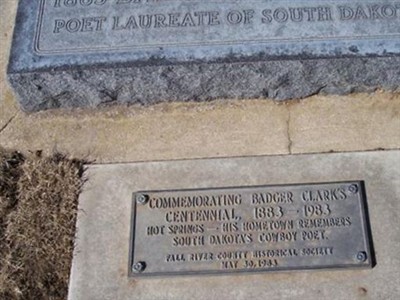 POET LAUREATE OF SOUTH DAKO
COMMEMORATING BADGER CLARK'S
CENTENNIAL, 1883 - 1983
HOT SPRINGS - HIS HOMETOWN REMEMBERS
SOUTH DAKOTA'S COWBOY POET.
FALL RIVER COUNTY HISTORICAL SOCIETY
MAY 30, 1983